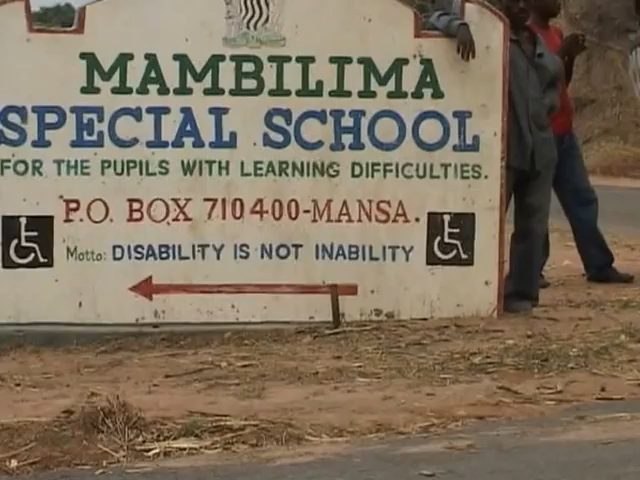 MAMBILIMA
SPECIAL SCHOOL
FOR THE PUPILS WITH LEARNING DIFFICULTIES.
P.O. BOX 710400-MANSA.
Motto: DISABILITY IS NOT INABILITY